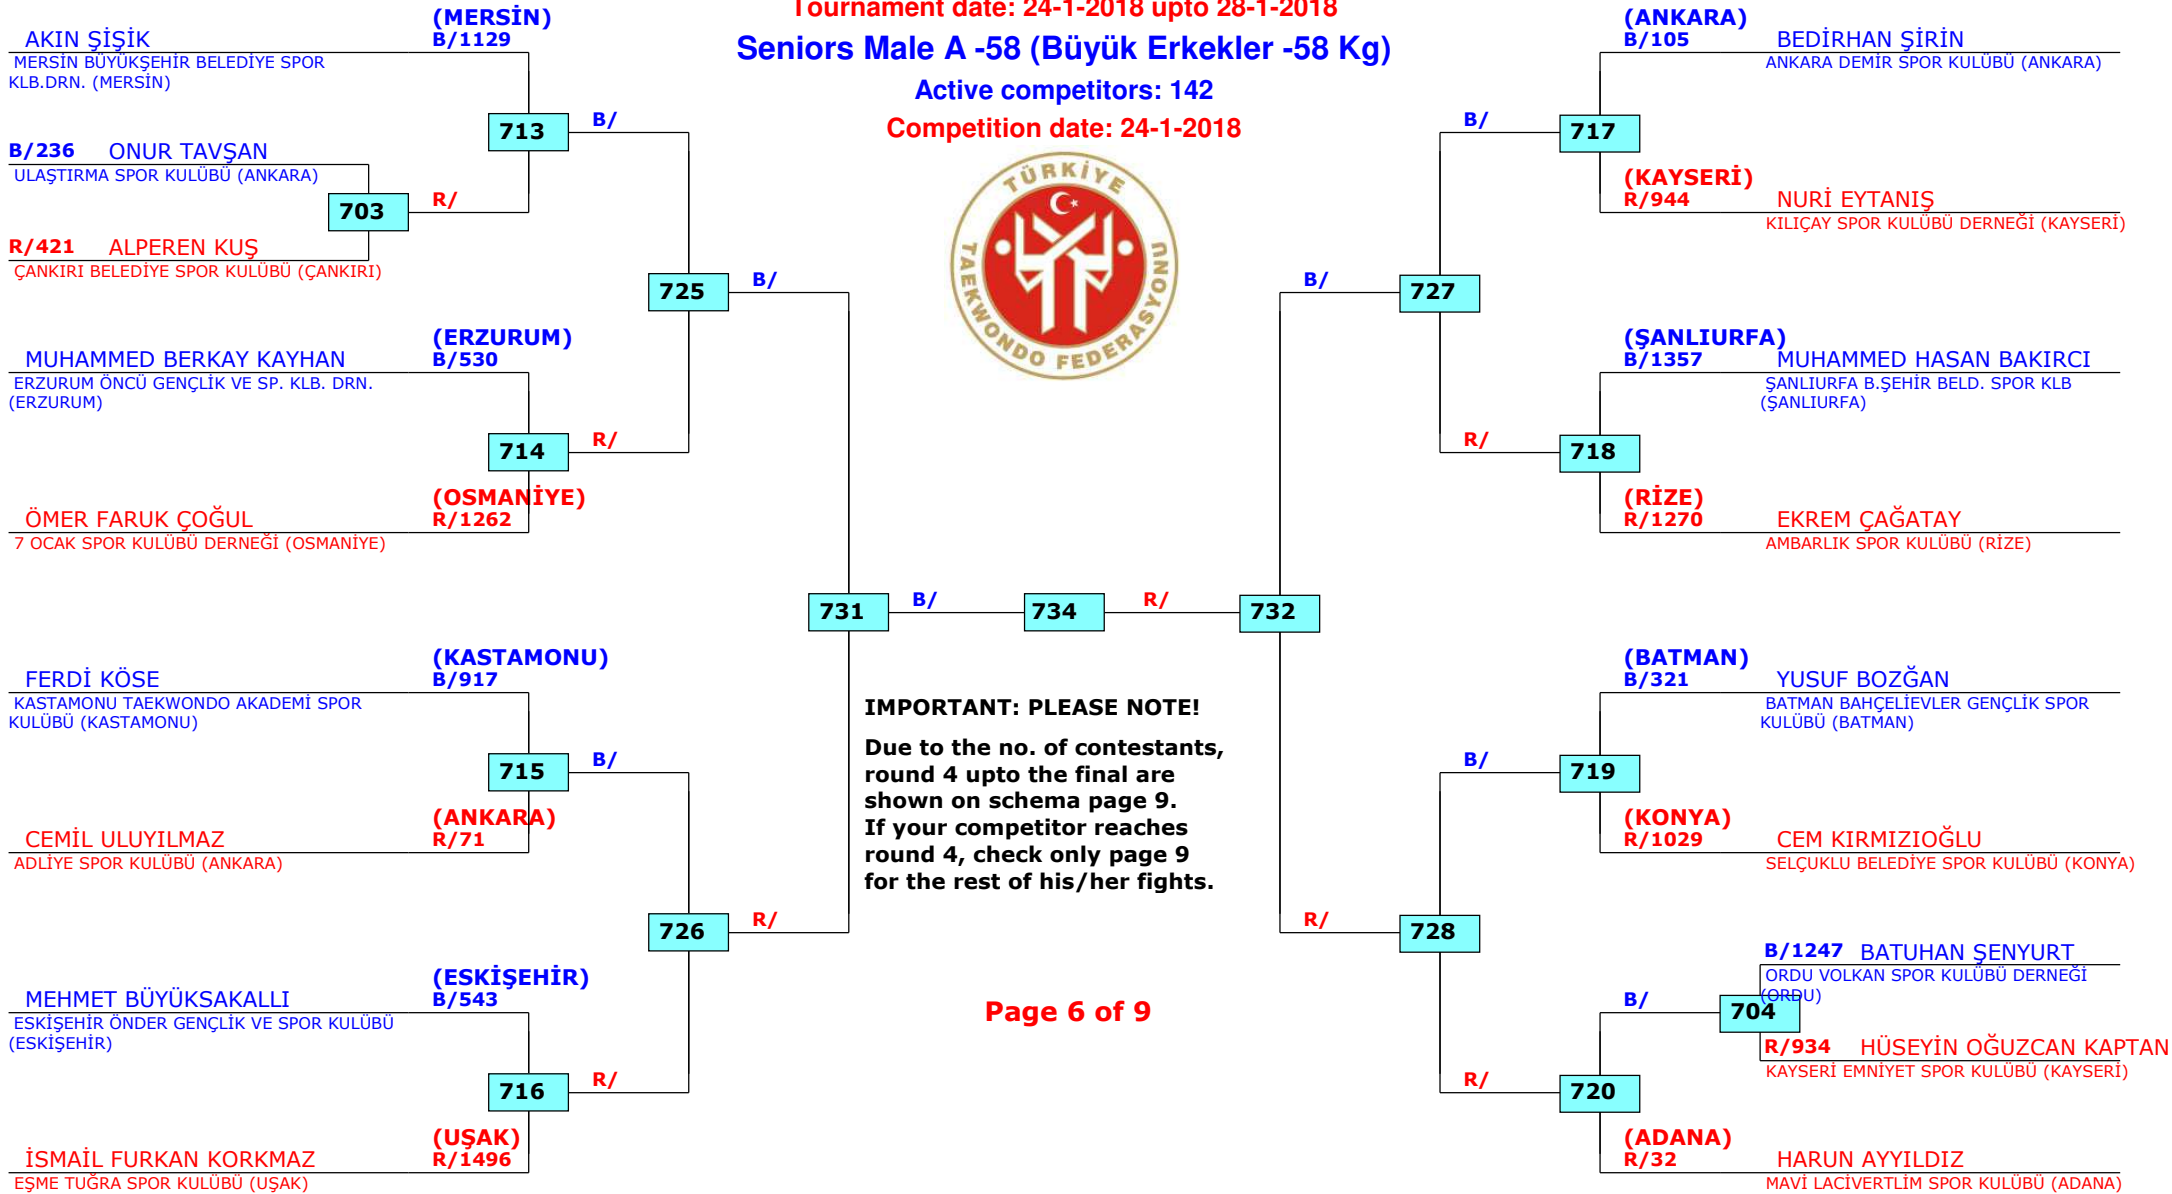 Tournament date: 24-1-2018 upto 28-1-2018
Seniors Male A -58 (Büyük Erkekler -58 Kg)
Active competitors: 142
Competition date: 24-1-2018
TÜRKİYE
TAEKWONDO FEDERASYONU
(MERSİN)
AKIN ŞİŞİK B/1129
MERSİN BÜYÜKŞEHİR BELEDİYE SPOR
KLB.DRN. (MERSİN)
713 B/
B/236 ONUR TAVŞAN
ULAŞTIRMA SPOR KULÜBÜ (ANKARA)
703 R/
R/421 ALPEREN KUŞ
ÇANKIRI BELEDİYE SPOR KULÜBÜ (ÇANKIRI)
725 B/
(ERZURUM)
MUHAMMED BERKAY KAYHAN B/530
ERZURUM ÖNCÜ GENÇLİK VE SP. KLB. DRN.
(ERZURUM)
714 R/
(OSMANİYE)
ÖMER FARUK ÇOĞUL R/1262
7 OCAK SPOR KULÜBÜ DERNEĞİ (OSMANİYE)
731 B/ 734 R/ 732
(KASTAMONU)
FERDİ KÖSE B/917
KASTAMONU TAEKWONDO AKADEMİ SPOR
KULÜBÜ (KASTAMONU)
715 B/
(ANKARA)
CEMİL ULUYILMAZ R/71
ADLİYE SPOR KULÜBÜ (ANKARA)
726 R/
(ESKİŞEHİR)
MEHMET BÜYÜKSAKALLI B/543
ESKİŞEHİR ÖNDER GENÇLİK VE SPOR KULÜBÜ
(ESKİŞEHİR)
716 R/
(UŞAK)
İSMAİL FURKAN KORKMAZ R/1496
EŞME TUĞRA SPOR KULÜBÜ (UŞAK)
IMPORTANT: PLEASE NOTE!
Due to the no. of contestants,
round 4 upto the final are
shown on schema page 9.
If your competitor reaches
round 4, check only page 9
for the rest of his/her fights.
Page 6 of 9
(ANKARA)
B/105 BEDİRHAN ŞİRİN
ANKARA DEMİR SPOR KULÜBÜ (ANKARA)
B/ 717
(KAYSERİ)
R/944 NURİ EYTANIŞ
KILIÇAY SPOR KULÜBÜ DERNEĞİ (KAYSERİ)
B/ 727
(ŞANLIURFA)
B/1357 MUHAMMED HASAN BAKIRCI
ŞANLIURFA B.ŞEHİR BELD. SPOR KLB
(ŞANLIURFA)
R/ 718
(RİZE)
R/1270 EKREM ÇAĞATAY
AMBARLIK SPOR KULÜBÜ (RİZE)
(BATMAN)
B/321 YUSUF BOZĞAN
BATMAN BAHÇELİEVLER GENÇLİK SPOR
KULÜBÜ (BATMAN)
B/ 719
(KONYA)
R/1029 CEM KIRMIZIOĞLU
SELÇUKLU BELEDİYE SPOR KULÜBÜ (KONYA)
R/ 728
B/1247 BATUHAN ŞENYURT
ORDU VOLKAN SPOR KULÜBÜ DERNEĞİ
(ORDU)
B/ 704
R/934 HÜSEYİN OĞUZCAN KAPTAN
KAYSERİ EMNİYET SPOR KULÜBÜ (KAYSERİ)
R/ 720
(ADANA)
R/32 HARUN AYYILDIZ
MAVİ LACİVERTLİM SPOR KULÜBÜ (ADANA)